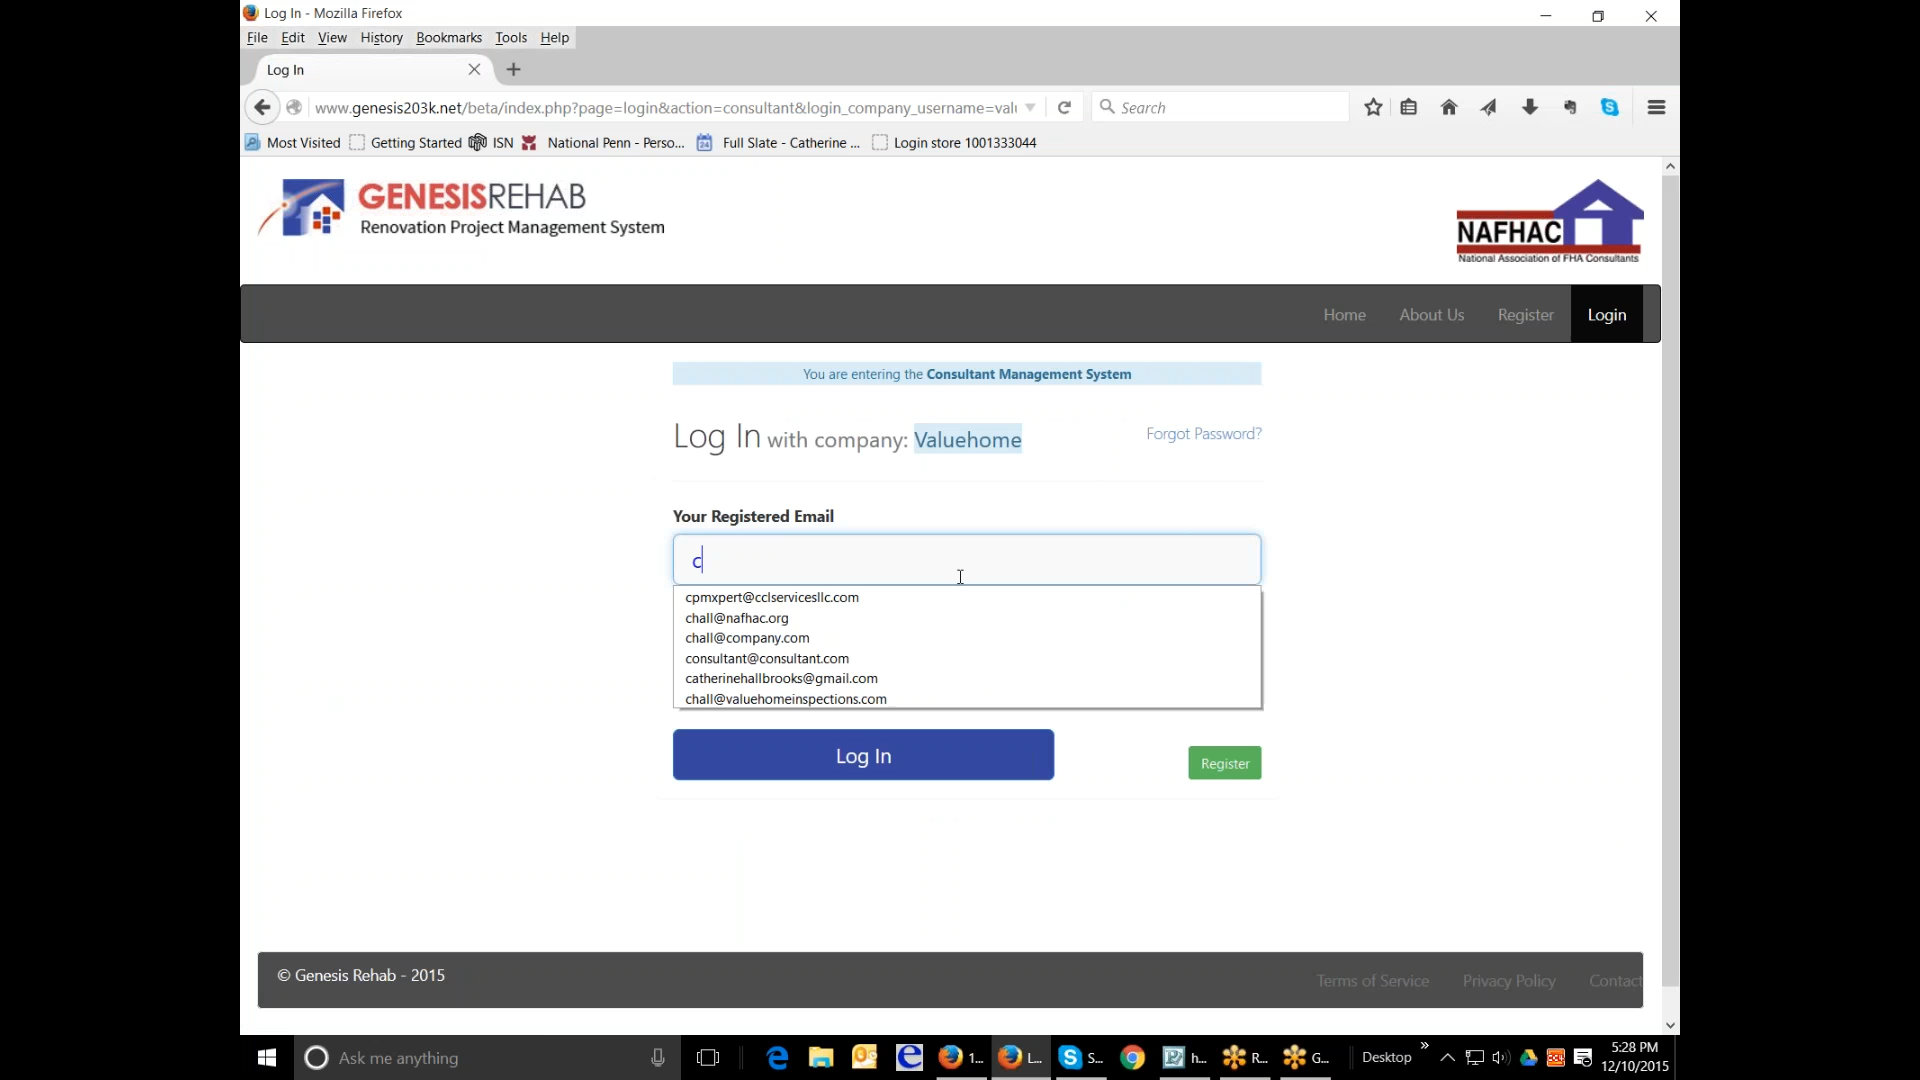 Log In - Mozilla Firefox
File Edit View History Bookmarks Tools Help
Log In
www.genesis203k.net/beta/index.php?page=login&action=consultant&login_company_username=valu
Search
Most Visited Getting Started ISN National Penn - Perso... 24 Full Slate - Catherine ... Login store 1001333044
GENESISREHAB
Renovation Project Management System
NAFHAC
National Association of FHA Consultants
Home About Us Register Login
You are entering the Consultant Management System
Log In with company: Valuehome
Forgot Password?
Your Registered Email
c
cpmxpert@cclservicesllc.com
chall@nafhac.org
chall@company.com
consultant@consultant.com
catherinehallbrooks@gmail.com
chall@valuehomeinspections.com
Log In
Register
© Genesis Rehab - 2015
Terms of Service Privacy Policy Contact
Ask me anything
1... L... S... h... R... G... Desktop
5:28 PM
12/10/2015